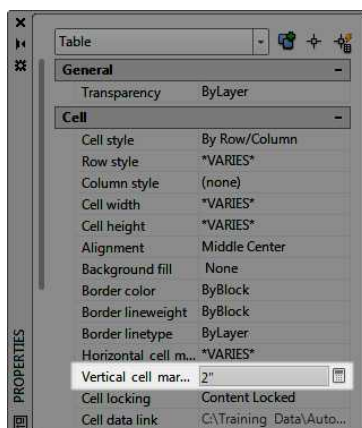 Table
General
Transparency ByLayer
Cell
Cell style By Row/Column
Row style *VARIES*
Column style (none)
Cell width *VARIES*
Cell height *VARIES*
Alignment Middle Center
Background fill None
Border color ByBlock
Border lineweight ByBlock
Border linetype ByLayer
Horizontal cell m... *VARIES*
Vertical cell mar... 2"
Cell locking Content Locked
Cell data link C:\Training Data\Auto...
PROPERTIES